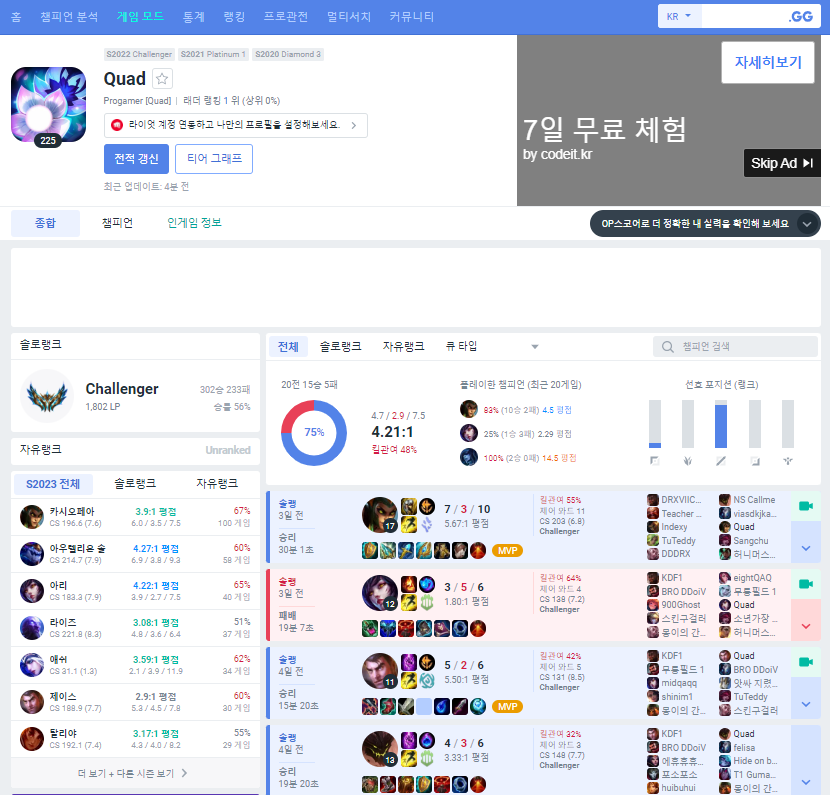 홈 챔피언 분석 게임 모드 통계 랭킹 프로관전 멀티서치 커뮤니티 KR .GG
S2022 Challenger S2021 Platinum 1 S2020 Diamond 3
Quad
Progamer [Quad] | 래더 랭킹 1 위 (상위 0%)
라이엇 계정 연동하고 나만의 프로필을 설정해보세요.
225
전적 갱신 티어 그래프
최근 업데이트: 4분 전
자세히보기
7일 무료 체험
by codeit.kr
Skip Ad
종합 챔피언 인게임 정보
OP스코어로 더 정확한 내 실력을 확인해 보세요
솔로랭크
Challenger
1,802 LP
302승 233패
승률 56%
자유랭크 Unranked
S2023 전체 솔로랭크 자유랭크
카시오페아 3.9:1 평점 67%
CS 196.6 (7.6) 6.0 / 3.5 / 7.5 100 게임
아우렐리온 솔 4.27:1 평점 60%
CS 214.7 (7.9) 6.9 / 3.8 / 9.3 58 게임
아리 4.22:1 평점 65%
CS 183.3 (7.9) 3.9 / 2.7 / 7.5 40 게임
라이즈 3.08:1 평점 51%
CS 221.8 (8.3) 4.8 / 3.6 / 6.4 37 게임
애쉬 3.59:1 평점 62%
CS 31.1 (1.3) 2.1 / 3.9 / 11.9 34 게임
제이스 2.9:1 평점 60%
CS 188.9 (7.7) 5.3 / 4.5 / 7.8 30 게임
탈리야 3.17:1 평점 55%
CS 192.1 (7.4) 4.3 / 4.0 / 8.2 29 게임
더 보기 + 다른 시즌 보기
전체 솔로랭크 자유랭크 큐 타입 챔피언 검색
20전 15승 5패
75%
4.7 / 2.9 / 7.5
4.21:1
킬관여 48%
플레이한 챔피언 (최근 20게임)
83% (10승 2패) 4.5 평점
25% (1승 3패) 2.29 평점
100% (2승 0패) 14.5 평점
선호 포지션 (랭크)
솔랭
3일 전
승리
30분 1초
17
7 / 3 / 10
5.67:1 평점
MVP
킬관여 55%
제어 와드 11
CS 203 (6.8)
Challenger
DRXVIIC... NS Callme
Teacher ... viasdkjka...
Indexy Quad
TuTeddy Sangchu
DDDRX 허니머스...
솔랭
3일 전
패배
19분 7초
12
3 / 5 / 6
1.80:1 평점
킬관여 64%
제어 와드 4
CS 138 (7.2)
Challenger
KDF1 eightQAQ
BRO DDoiV 무통필드 1
900Ghost Quad
스킨구걸러 소년가장 ...
몽이의 간... 허니머스...
솔랭
4일 전
승리
15분 20초
11
5 / 2 / 6
5.50:1 평점
MVP
킬관여 42%
제어 와드 5
CS 131 (8.5)
Challenger
KDF1 Quad
무통필드 1 BRO DDoiV
midqaqq 앗싸 지렸...
shinim1 TuTeddy
몽이의 간... 스킨구걸러
솔랭
4일 전
승리
19분 20초
13
4 / 3 / 6
3.33:1 평점
킬관여 32%
제어 와드 3
CS 148 (7.7)
Challenger
KDF1 Quad
BRO DDoiV felisa
에휴휴휴... Hide on b...
포소포소 T1 Guma...
huibuhui 몽이의 간...